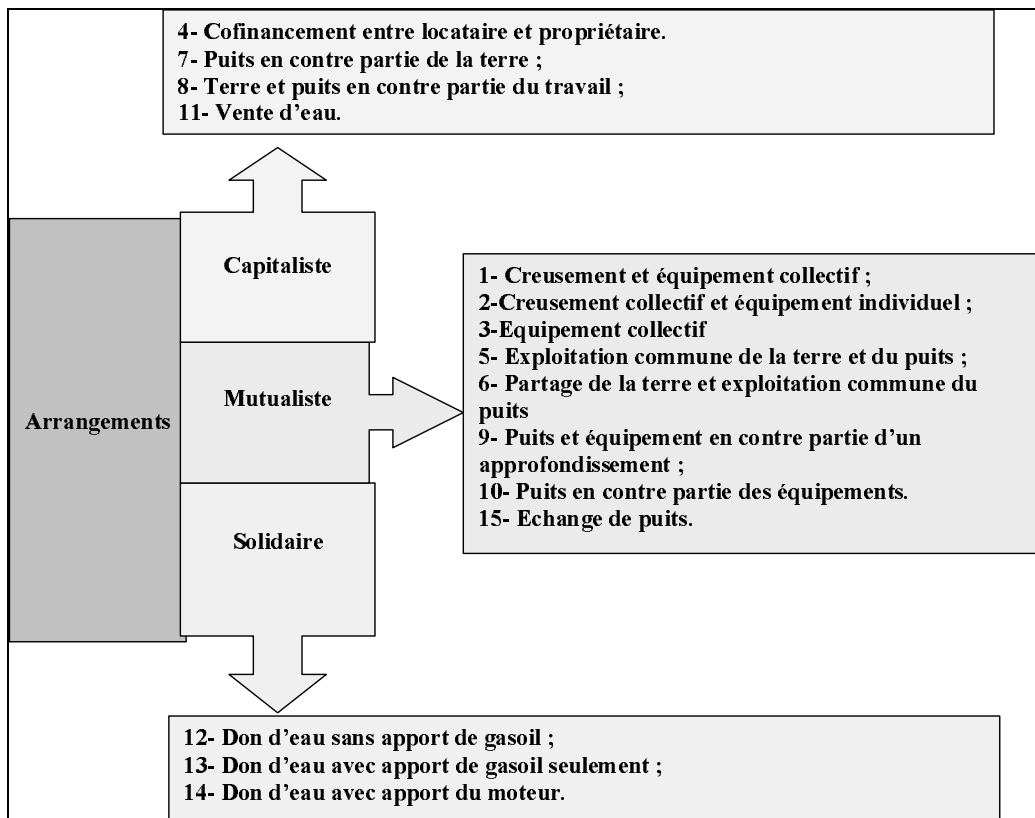 4- Cofinancement entre locataire et propriétaire.
7- Puits en contre partie de la terre ;
8- Terre et puits en contre partie du travail ;
11- Vente d’eau.
Arrangements
Capitaliste
Mutualiste
Solidaire
1- Creusement et équipement collectif ;
2-Creusement collectif et équipement individuel ;
3-Equipement collectif
5- Exploitation commune de la terre et du puits ;
6- Partage de la terre et exploitation commune du
puits
9- Puits et équipement en contre partie d’un
approfondissement ;
10- Puits en contre partie des équipements.
15- Echange de puits.
12- Don d’eau sans apport de gasoil ;
13- Don d’eau avec apport de gasoil seulement ;
14- Don d’eau avec apport du moteur.